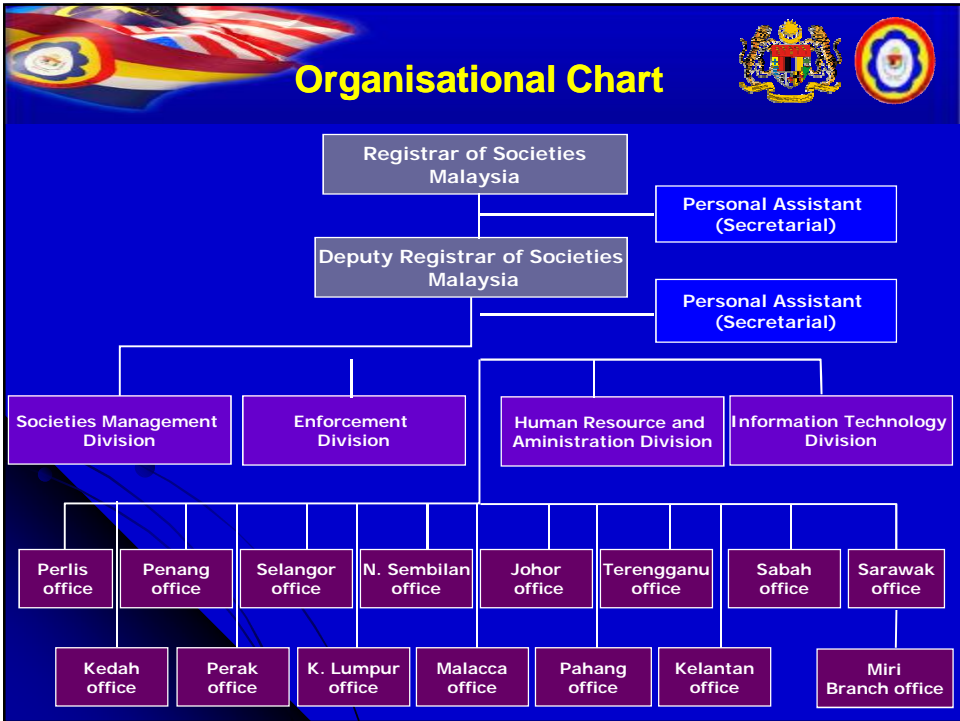 Organisational Chart
Registrar of Societies
Malaysia
Personal Assistant
(Secretarial)
Deputy Registrar of Societies
Malaysia
Personal Assistant
(Secretarial)
Societies Management
Division
Enforcement
Division
Human Resource and
Aministration Division
Information Technology
Division
Perlis
office
Penang
office
Selangor
office
N. Sembilan
office
Johor
office
Terengganu
office
Sabah
office
Sarawak
office
Kedah
office
Perak
office
K. Lumpur
office
Malacca
office
Pahang
office
Kelantan
office
Miri
Branch office